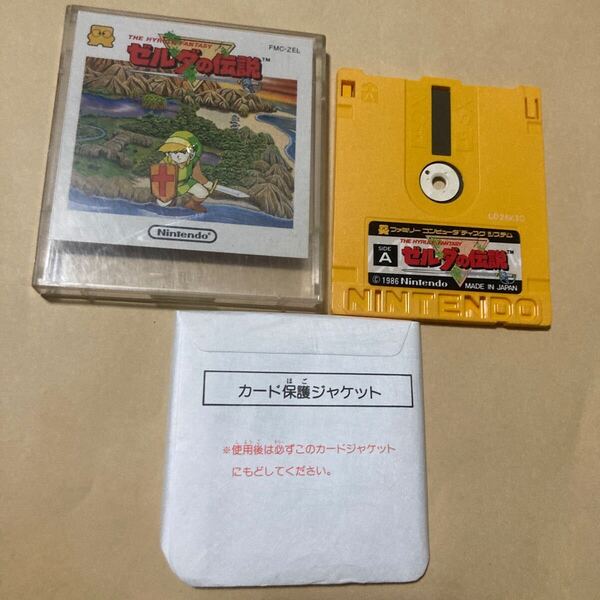 THE HYRULE FANTASY
FMC-ZEL
ゼルダの伝説™
Nintendo
ファミリー コンピュータ ディスク システム
THE HYRULE FANTASY
SIDE A
ゼルダの伝説
©1986 Nintendo
MADE IN JAPAN
NINTENDO
カード保護ジャケット
※使用後は必ずこのカードジャケット
にもどしてください。